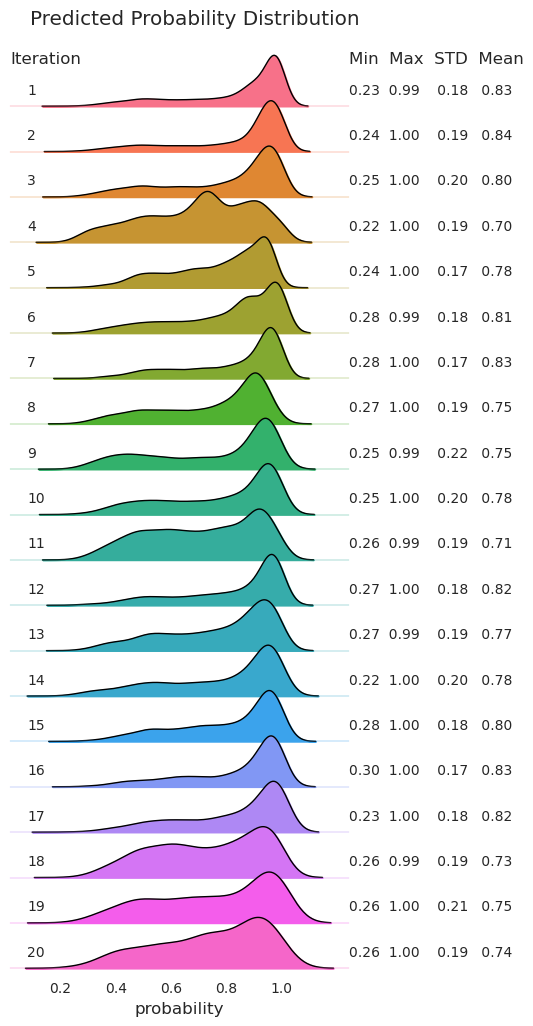 Predicted Probability Distribution
Iteration Min Max STD Mean
1 0.23 0.99 0.18 0.83
2 0.24 1.00 0.19 0.84
3 0.25 1.00 0.20 0.80
4 0.22 1.00 0.19 0.70
5 0.24 1.00 0.17 0.78
6 0.28 0.99 0.18 0.81
7 0.28 1.00 0.17 0.83
8 0.27 1.00 0.19 0.75
9 0.25 0.99 0.22 0.75
10 0.25 1.00 0.20 0.78
11 0.26 0.99 0.19 0.71
12 0.27 1.00 0.18 0.82
13 0.27 0.99 0.19 0.77
14 0.22 1.00 0.20 0.78
15 0.28 1.00 0.18 0.80
16 0.30 1.00 0.17 0.83
17 0.23 1.00 0.18 0.82
18 0.26 0.99 0.19 0.73
19 0.26 1.00 0.21 0.75
20 0.26 1.00 0.19 0.74
0.2 0.4 0.6 0.8 1.0
probability